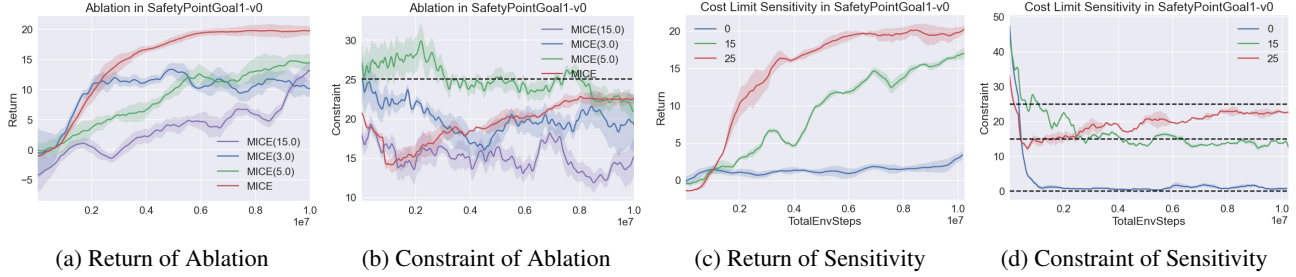 Ablation in SafetyPointGoal1-v0
Return
20
15
10
5
0
−5
MICE(15.0)
MICE(3.0)
MICE(5.0)
MICE
0.2
0.4
0.6
0.8
1.0
1e7
(a) Return of Ablation
Ablation in SafetyPointGoal1-v0
Constraint
30
25
20
15
10
MICE(15.0)
MICE(3.0)
MICE(5.0)
MICE
0.2
0.4
0.6
0.8
1.0
1e7
(b) Constraint of Ablation
Cost Limit Sensitivity in SafetyPointGoal1-v0
Return
20
15
10
5
0
0
15
25
0.2
0.4
0.6
0.8
1.0
TotalEnvSteps
1e7
(c) Return of Sensitivity
Cost Limit Sensitivity in SafetyPointGoal1-v0
Constraint
50
40
30
20
10
0
0
15
25
0.2
0.4
0.6
0.8
1.0
TotalEnvSteps
1e7
(d) Constraint of Sensitivity